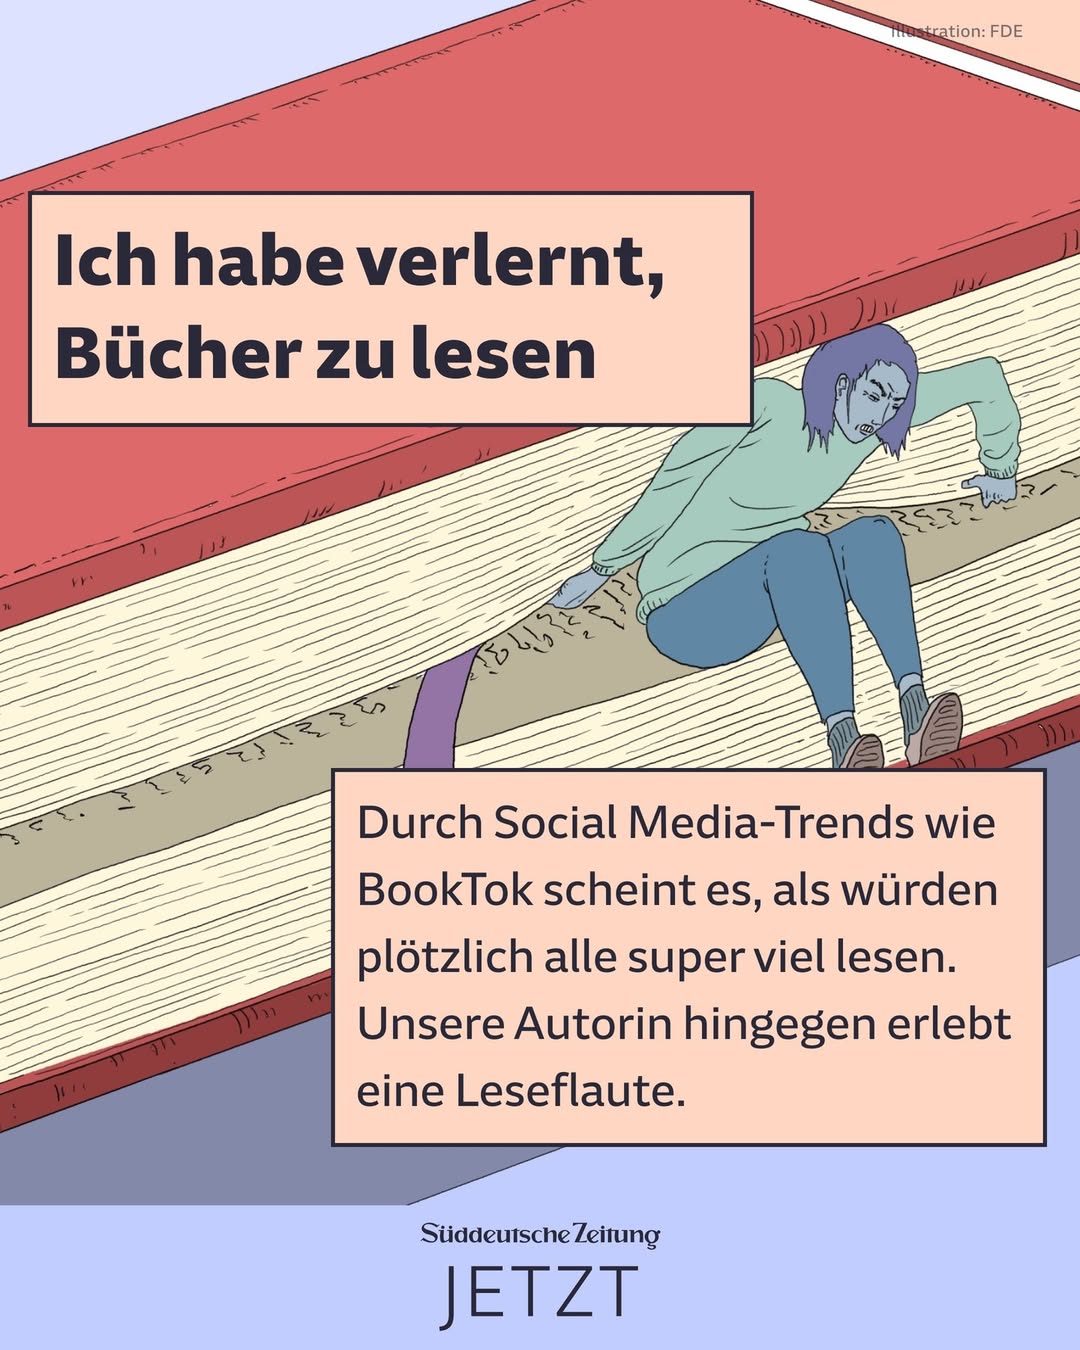 Illustration: FDE
Ich habe verlernt,
Bücher zu lesen
Durch Social Media-Trends wie
BookTok scheint es, als würden
plötzlich alle super viel lesen.
Unsere Autorin hingegen erlebt
eine Leseflaute.
Süddeutsche Zeitung
JETZT